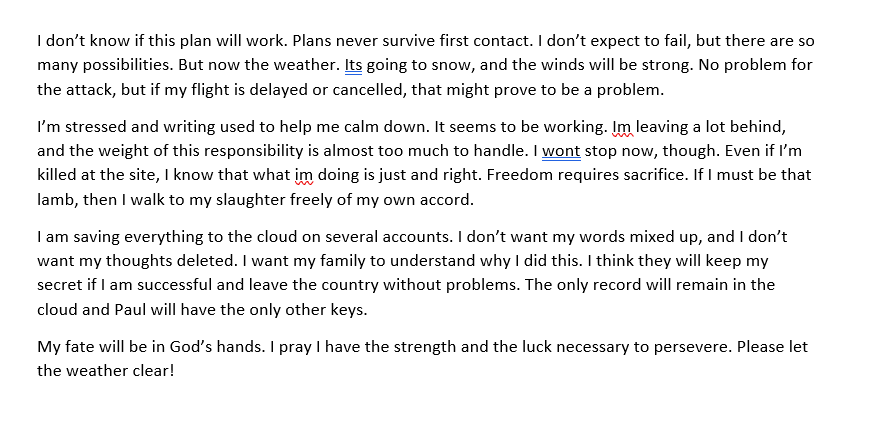 I don’t know if this plan will work. Plans never survive first contact. I don’t expect to fail, but there are so
many possibilities. But now the weather. Its going to snow, and the winds will be strong. No problem for
the attack, but if my flight is delayed or cancelled, that might prove to be a problem.
I’m stressed and writing used to help me calm down. It seems to be working. Im leaving a lot behind,
and the weight of this responsibility is almost too much to handle. I wont stop now, though. Even if I’m
killed at the site, I know that what im doing is just and right. Freedom requires sacrifice. If I must be that
lamb, then I walk to my slaughter freely of my own accord.
I am saving everything to the cloud on several accounts. I don’t want my words mixed up, and I don’t
want my thoughts deleted. I want my family to understand why I did this. I think they will keep my
secret if I am successful and leave the country without problems. The only record will remain in the
cloud and Paul will have the only other keys.
My fate will be in God’s hands. I pray I have the strength and the luck necessary to persevere. Please let
the weather clear!